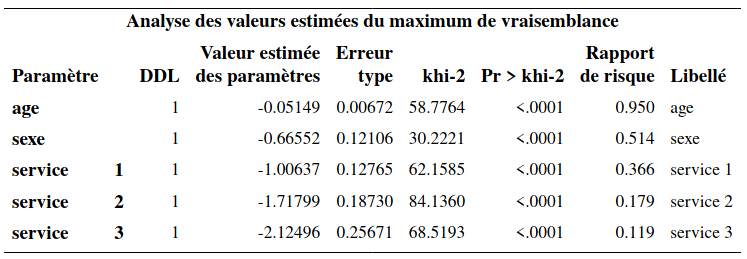 Analyse des valeurs estimées du maximum de vraisemblance
Valeur estimée Erreur Rapport
Paramètre DDL des paramètres type khi-2 Pr > khi-2 de risque Libellé
age 1 -0.05149 0.00672 58.7764 <.0001 0.950 age
sexe 1 -0.66552 0.12106 30.2221 <.0001 0.514 sexe
service 1 1 -1.00637 0.12765 62.1585 <.0001 0.366 service 1
service 2 1 -1.71799 0.18730 84.1360 <.0001 0.179 service 2
service 3 1 -2.12496 0.25671 68.5193 <.0001 0.119 service 3